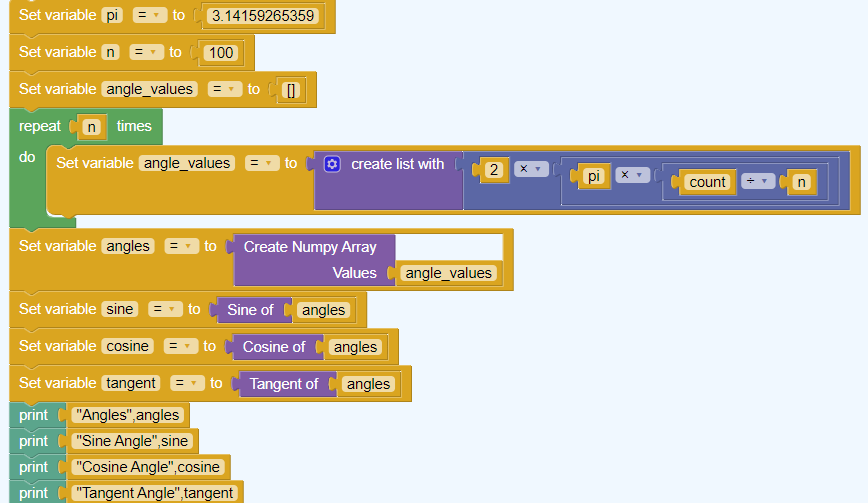 Set variable pi = to 3.14159265359
Set variable n = to 100
Set variable angle_values = to []
repeat n times
do Set variable angle_values = to create list with 2 × pi × count ÷ n
Set variable angles = to Create Numpy Array
Values angle_values
Set variable sine = to Sine of angles
Set variable cosine = to Cosine of angles
Set variable tangent = to Tangent of angles
print "Angles",angles
print "Sine Angle",sine
print "Cosine Angle",cosine
print "Tangent Angle",tangent